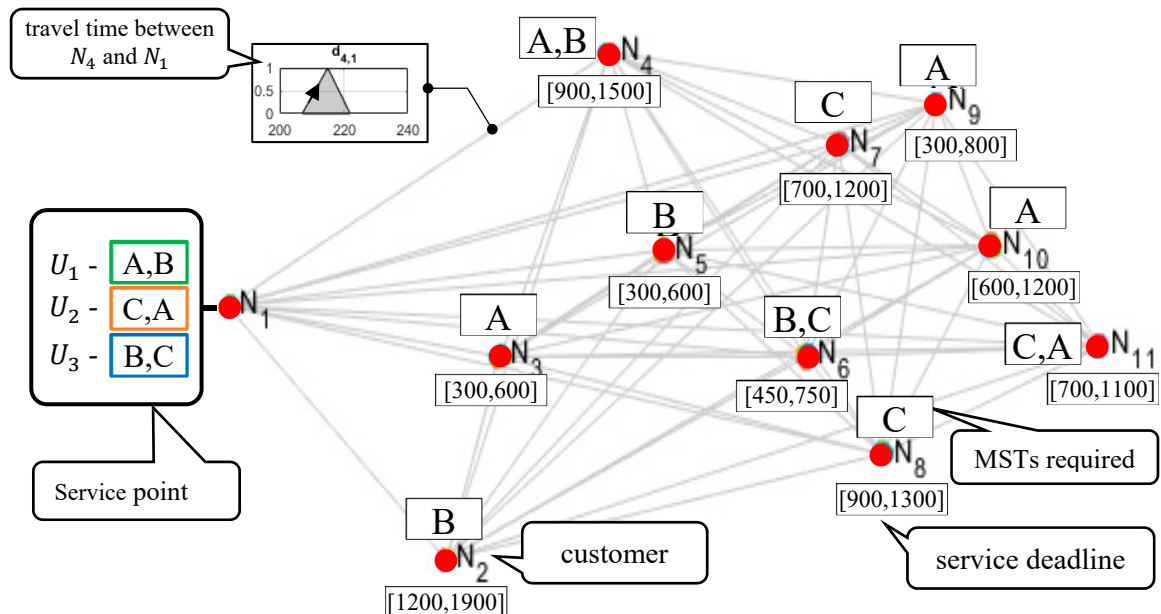 travel time between
N₄ and N₁
d₄,₁
1
0.5
0
200
220
240
A,B
N₄
[900,1500]
A
N₉
[300,800]
C
N₇
[700,1200]
B
N₅
[300,600]
A
N₁₀
[600,1200]
U₁ - A,B
U₂ - C,A
U₃ - B,C
N₁
A
N₃
[300,600]
B,C
N₆
[450,750]
C,A
N₁₁
[700,1100]
C
N₈
[900,1300]
MSTs required
Service point
B
N₂
[1200,1900]
customer
service deadline